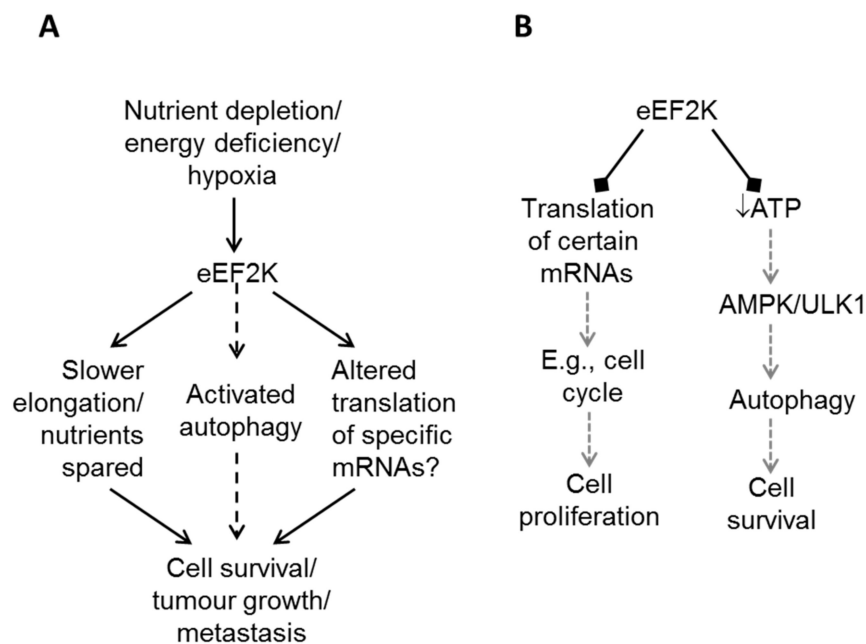 A
Nutrient depletion/
energy deficiency/
hypoxia
eEF2K
Slower
elongation/
nutrients
spared
Activated
autophagy
Altered
translation
of specific
mRNAs?
Cell survival/
tumour growth/
metastasis
B
eEF2K
Translation
of certain
mRNAs
E.g., cell
cycle
Cell
proliferation
↓ATP
AMPK/ULK1
Autophagy
Cell
survival